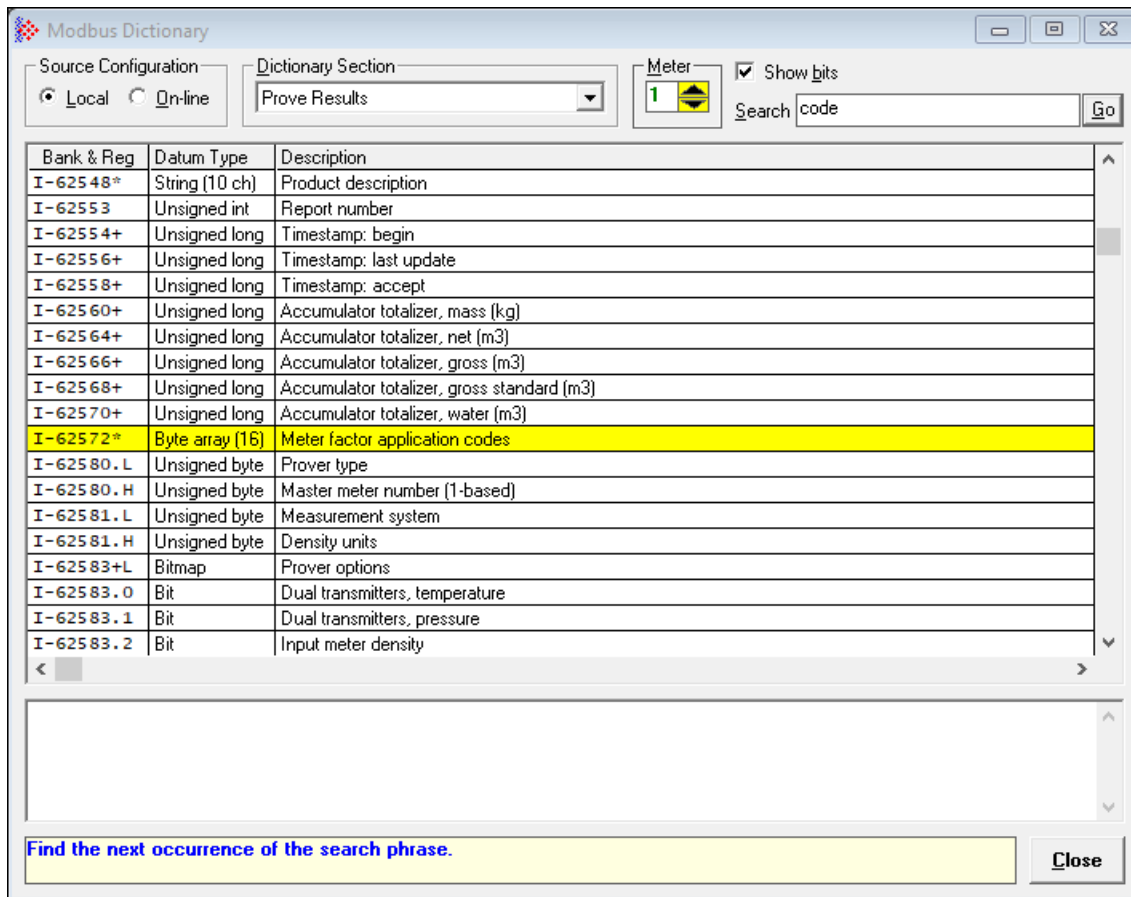 Modbus Dictionary
Source Configuration
Local On-line
Dictionary Section
Prove Results
Meter
1
Show bits
Search code Go
Bank & Reg Datum Type Description
I-62548* String (10 ch) Product description
I-62553 Unsigned int Report number
I-62554+ Unsigned long Timestamp: begin
I-62556+ Unsigned long Timestamp: last update
I-62558+ Unsigned long Timestamp: accept
I-62560+ Unsigned long Accumulator totalizer, mass (kg)
I-62564+ Unsigned long Accumulator totalizer, net (m3)
I-62566+ Unsigned long Accumulator totalizer, gross (m3)
I-62568+ Unsigned long Accumulator totalizer, gross standard (m3)
I-62570+ Unsigned long Accumulator totalizer, water (m3)
I-62572* Byte array (16) Meter factor application codes
I-62580.L Unsigned byte Prover type
I-62580.H Unsigned byte Master meter number (1-based)
I-62581.L Unsigned byte Measurement system
I-62581.H Unsigned byte Density units
I-62583+L Bitmap Prover options
I-62583.0 Bit Dual transmitters, temperature
I-62583.1 Bit Dual transmitters, pressure
I-62583.2 Bit Input meter density
Find the next occurrence of the search phrase.
Close